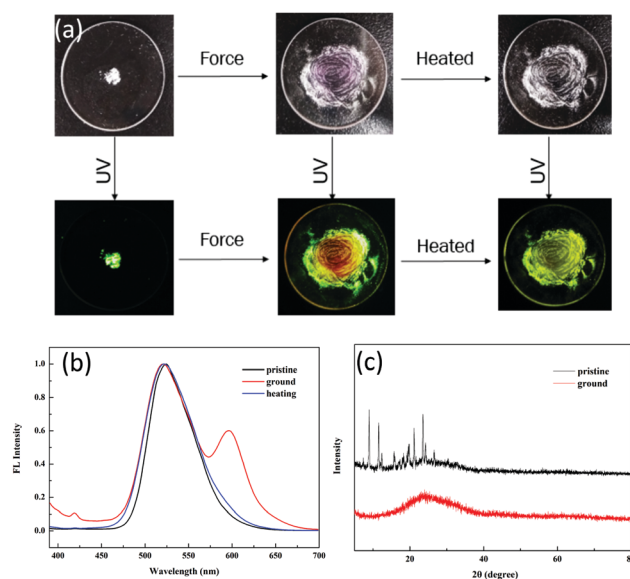 (a)
Force
Heated
UV
UV
UV
Force
Heated
(b)
pristine
ground
heating
FL Intensity
1.0
0.8
0.6
0.4
0.2
0.0
400
450
500
550
600
650
700
Wavelength (nm)
(c)
pristine
ground
Intensity
20
40
60
80
2θ (degree)